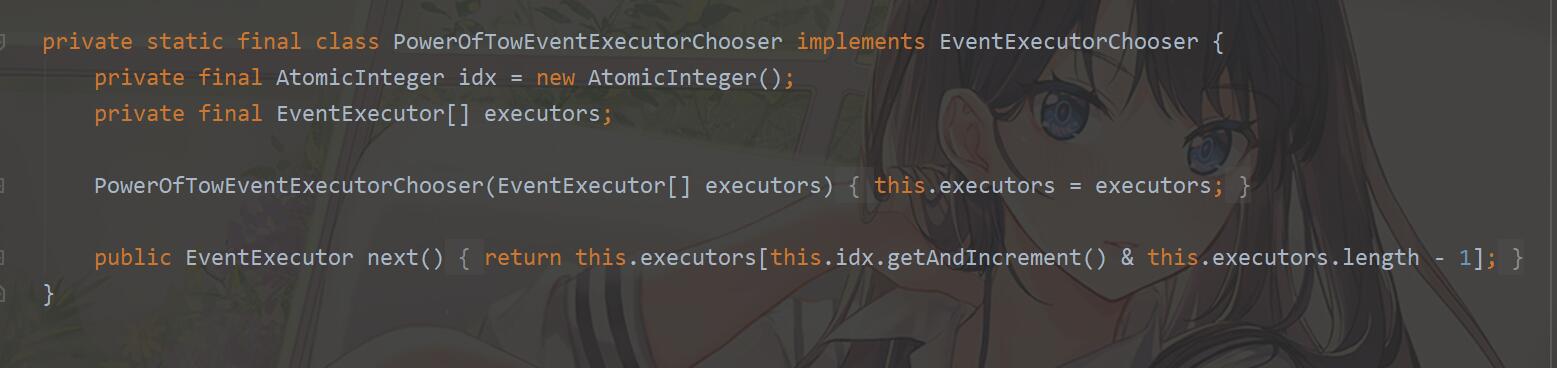 private static final class PowerOfTowEventExecutorChooser implements EventExecutorChooser {
    private final AtomicInteger idx = new AtomicInteger();
    private final EventExecutor[] executors;
    PowerOfTowEventExecutorChooser(EventExecutor[] executors) { this.executors = executors; }
    public EventExecutor next() { return this.executors[this.idx.getAndIncrement() & this.executors.length - 1]; }
}